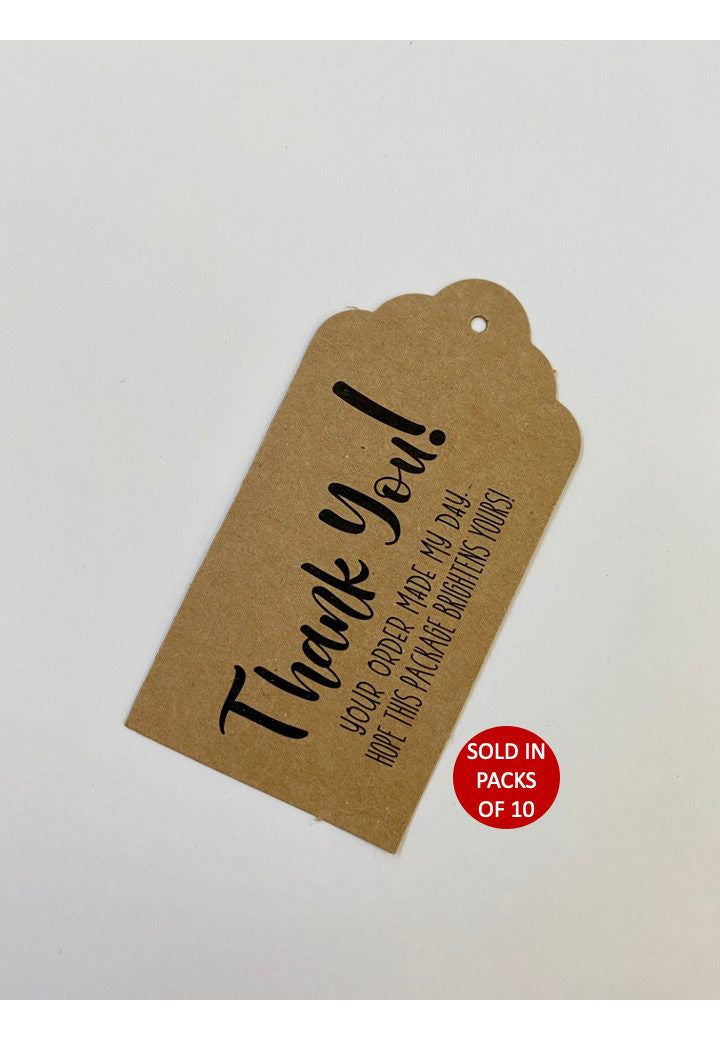 Thank You!
YOUR ORDER MADE MY DAY...
HOPE THIS PACKAGE BRIGHTENS YOURS!
SOLD IN
PACKS
OF 10